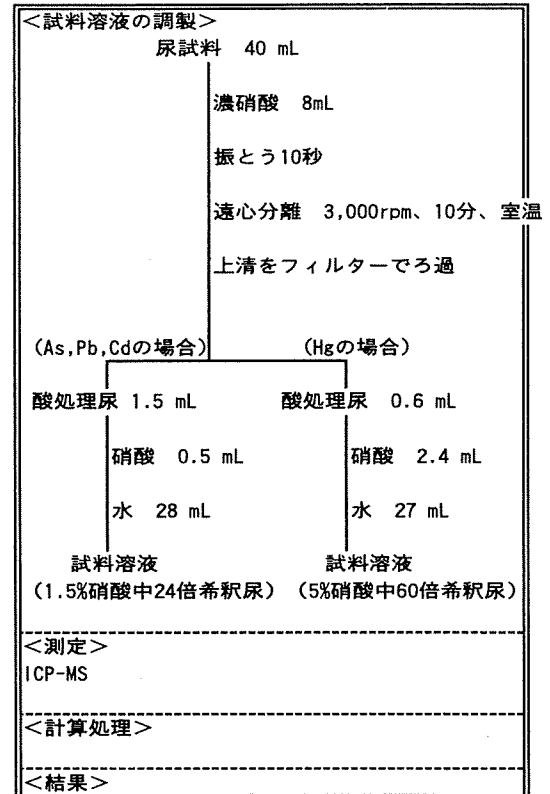 <試料溶液の調製>
尿試料 40 mL
濃硝酸 8mL
振とう10秒
遠心分離 3,000rpm、10分、室温
上清をフィルターでろ過
(As,Pb,Cdの場合) (Hgの場合)
酸処理尿 1.5 mL 酸処理尿 0.6 mL
硝酸 0.5 mL 硝酸 2.4 mL
水 28 mL 水 27 mL
試料溶液 試料溶液
(1.5%硝酸中24倍希釈尿) (5%硝酸中60倍希釈尿)
<測定>
ICP-MS
<計算処理>
<結果>